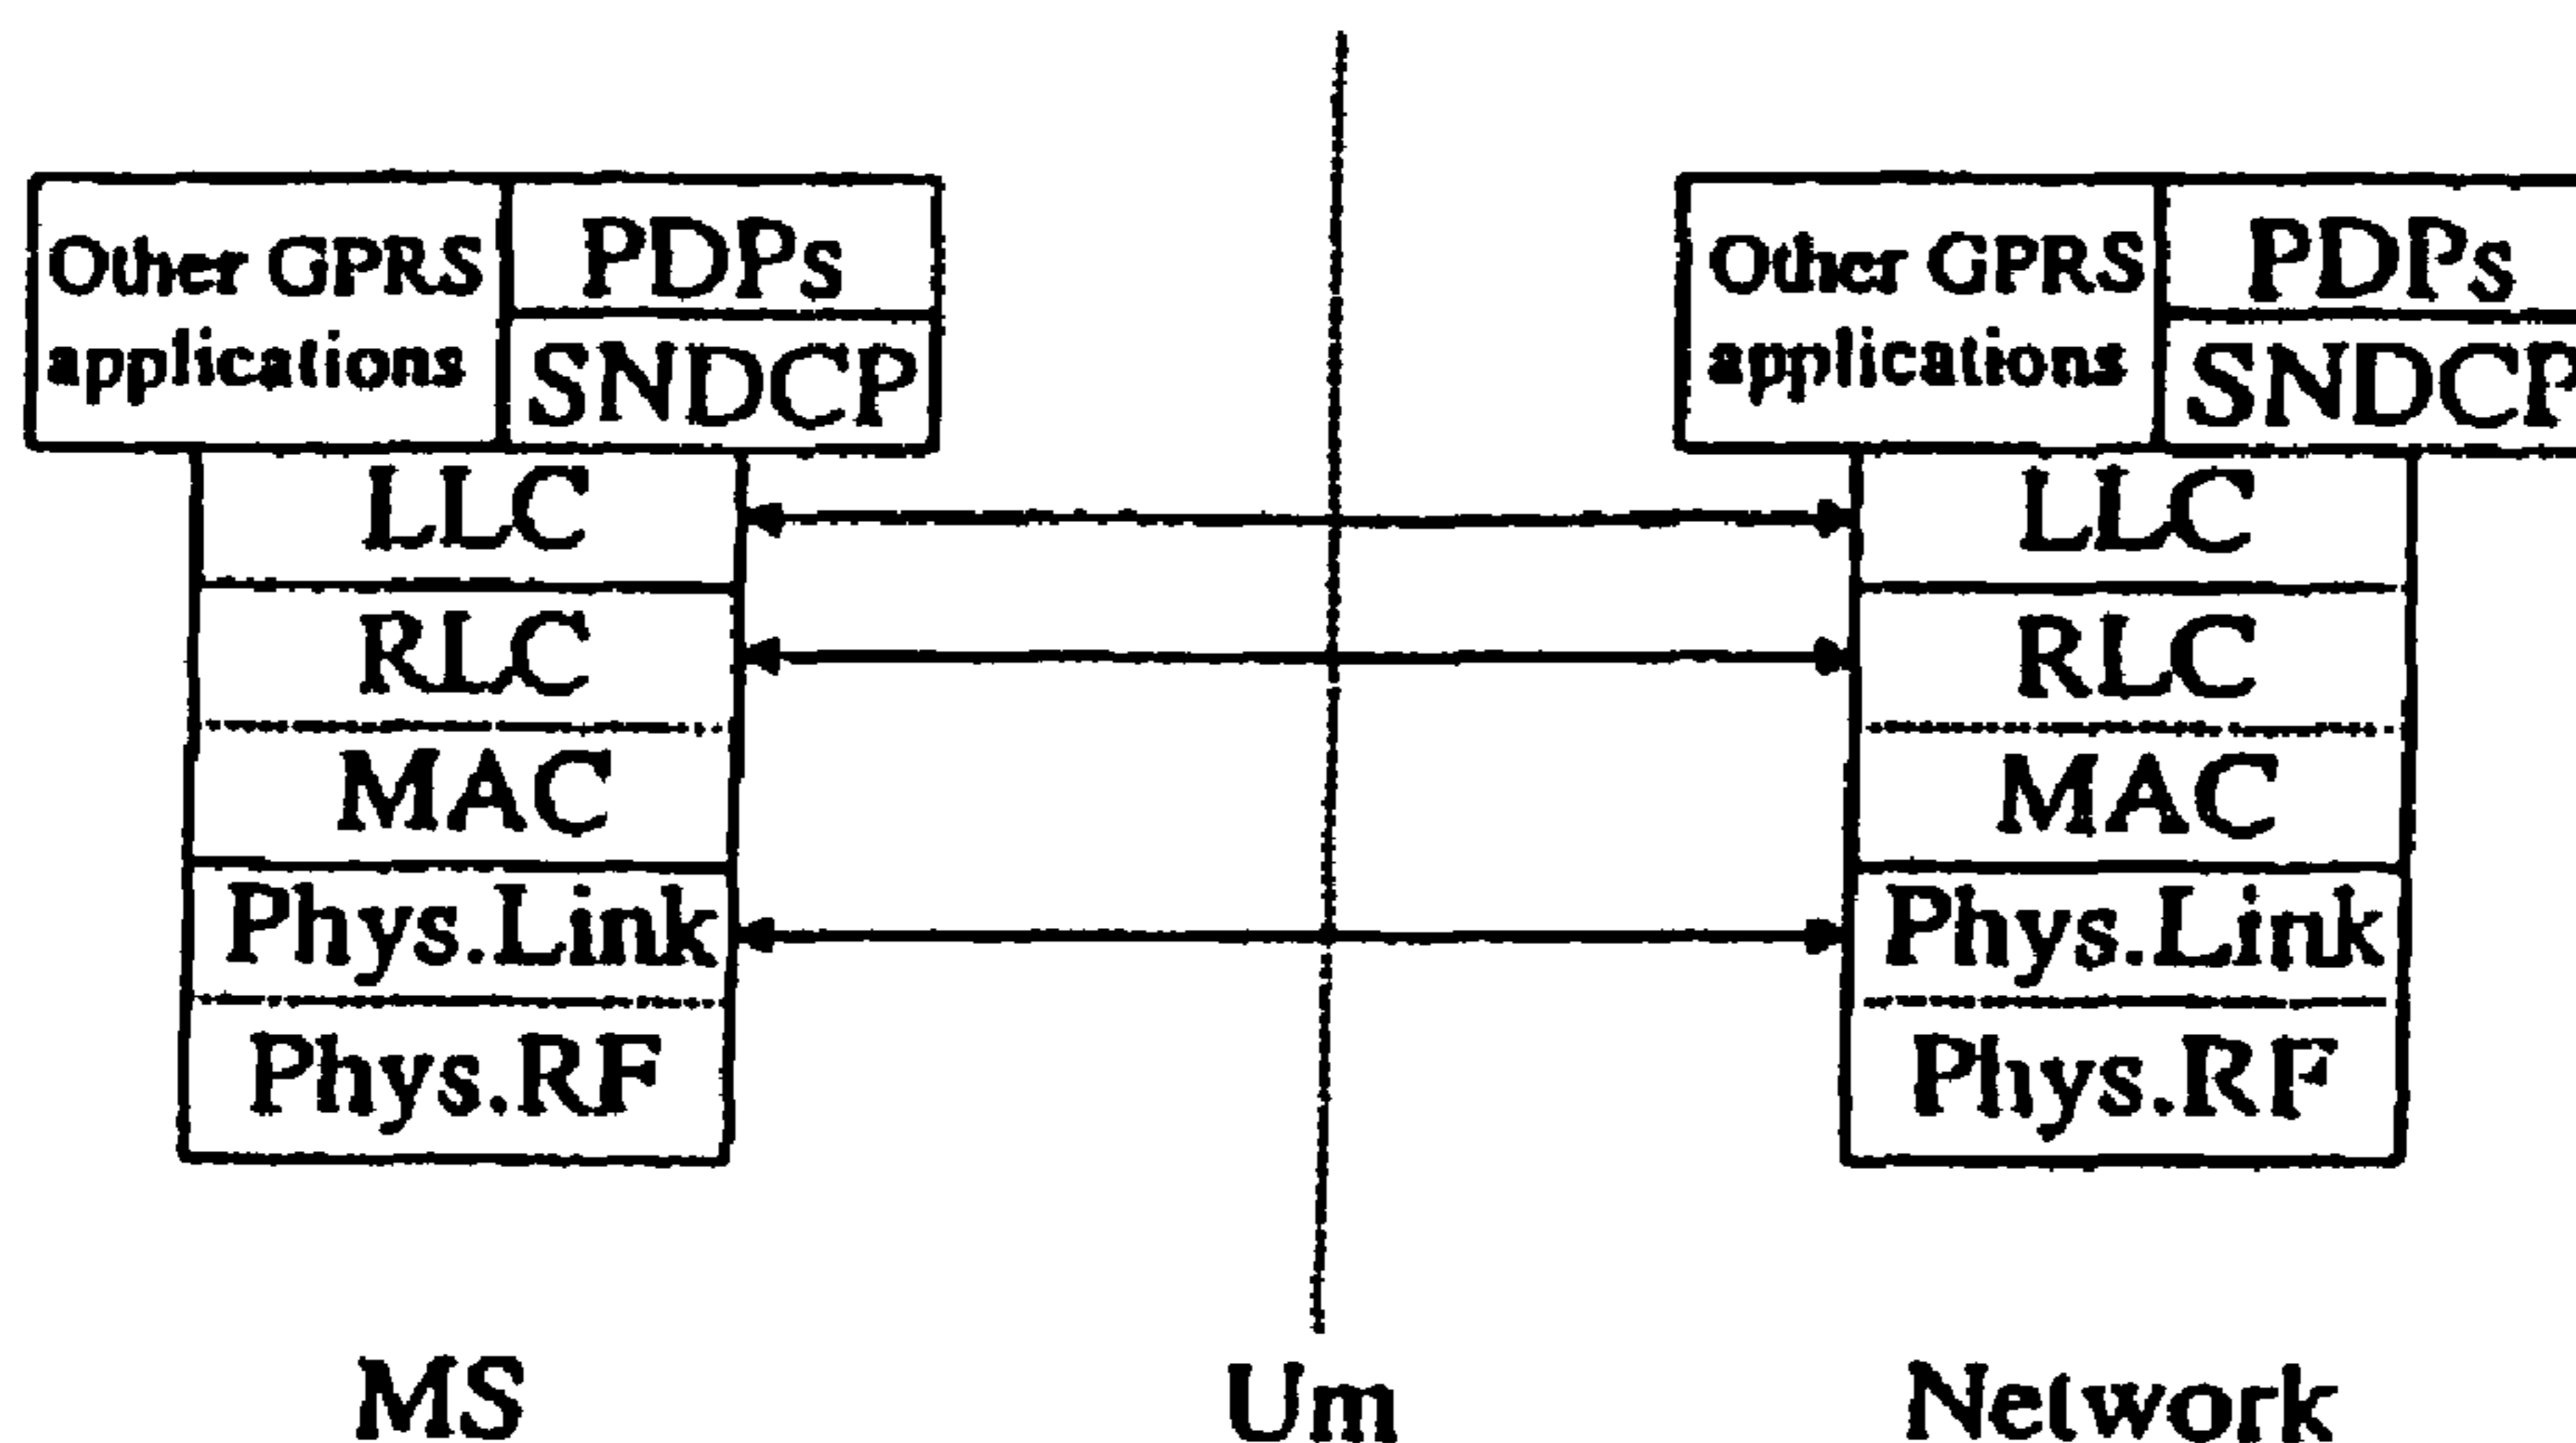 Other GPRS
applications
PDPs
SNDCP
LLC
RLC
MAC
Phys.Link
Phys.RF
MS
Um
Other GPRS
applications
PDPs
SNDCP
LLC
RLC
MAC
Phys.Link
Phys.RF
Network